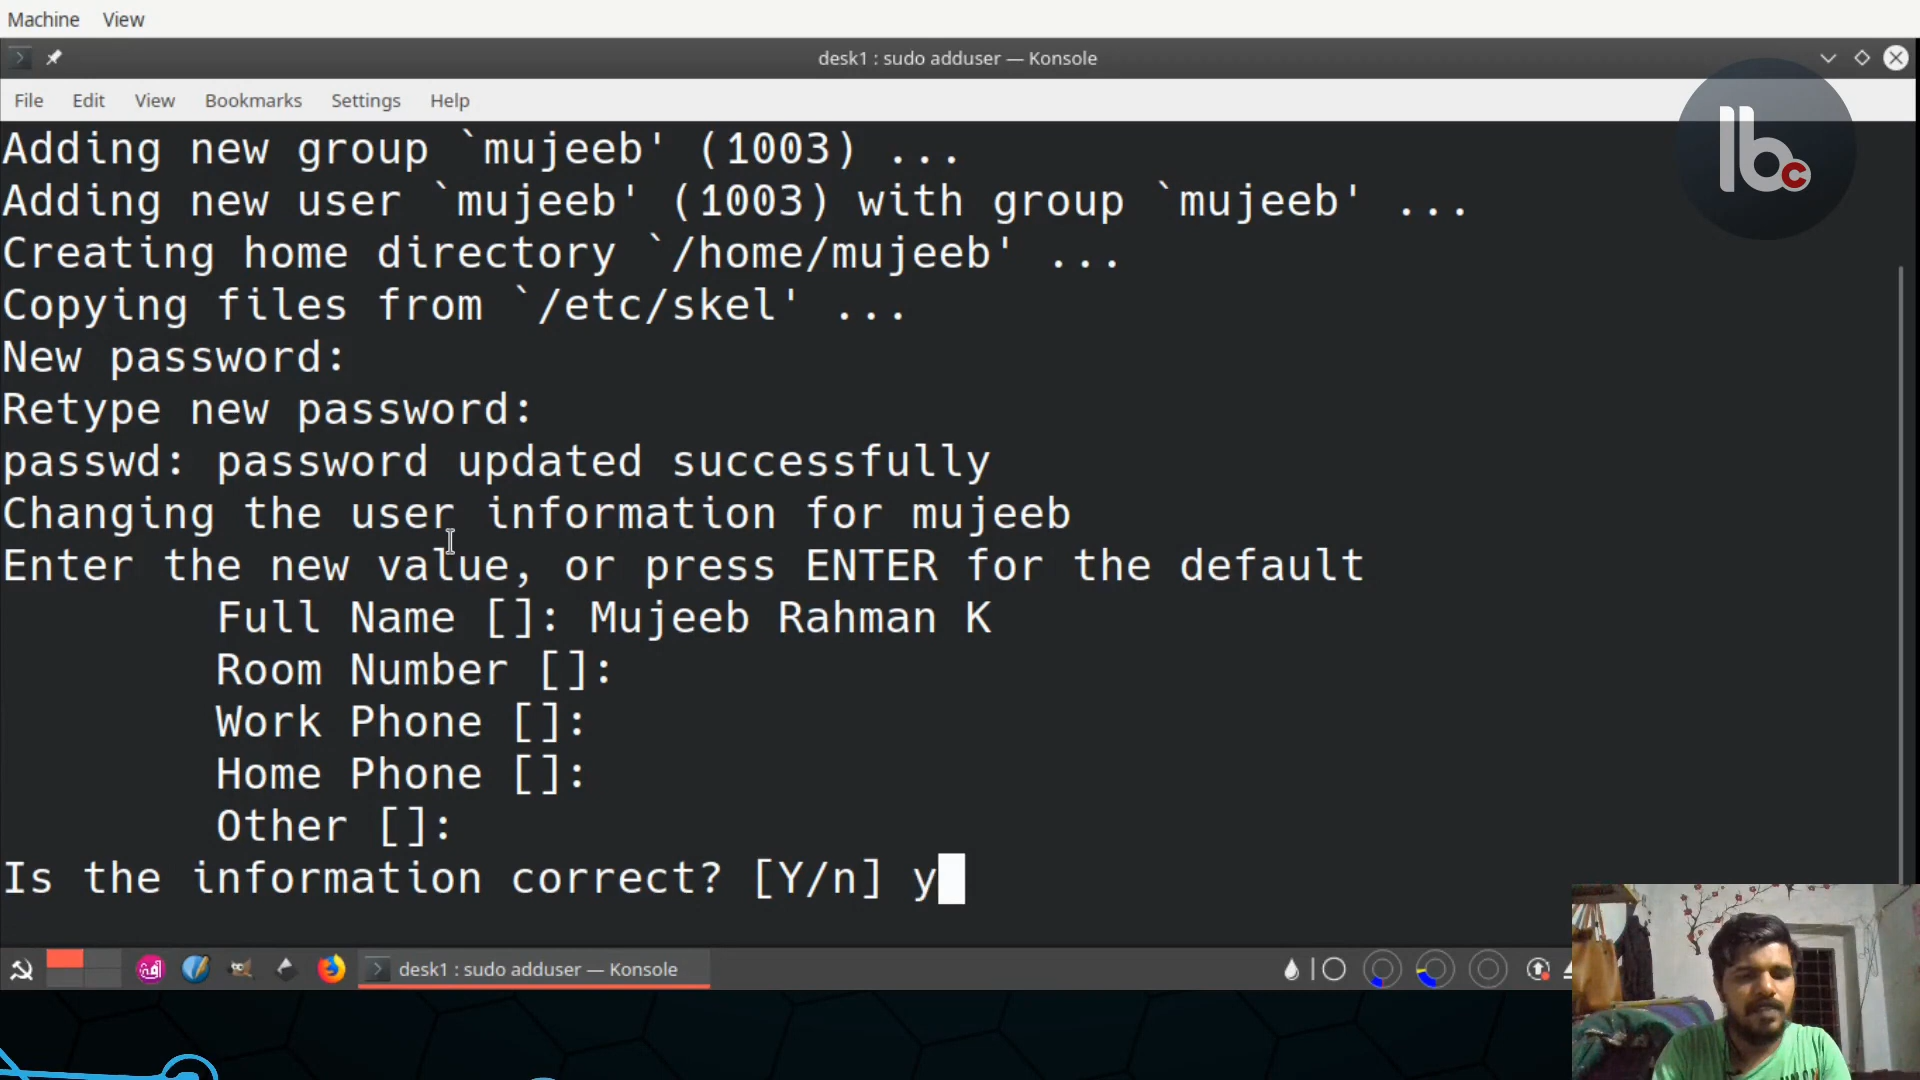 Machine View
desk1 : sudo adduser — Konsole
File Edit View Bookmarks Settings Help
lbc
Adding new group `mujeeb' (1003) ...
Adding new user `mujeeb' (1003) with group `mujeeb' ...
Creating home directory `/home/mujeeb' ...
Copying files from `/etc/skel' ...
New password:
Retype new password:
passwd: password updated successfully
Changing the user information for mujeeb
Enter the new value, or press ENTER for the default
Full Name []: Mujeeb Rahman K
Room Number []:
Work Phone []:
Home Phone []:
Other []:
Is the information correct? [Y/n] y
desk1 : sudo adduser — Konsole